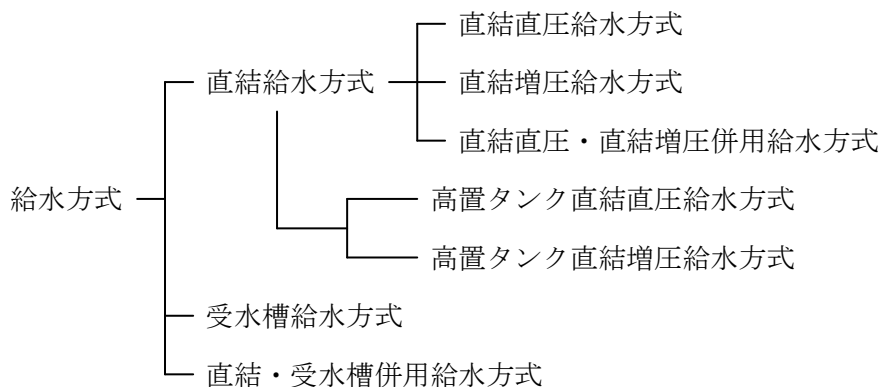 直結直圧給水方式
直結給水方式
直結増圧給水方式
直結直圧・直結増圧併用給水方式
給水方式
高置タンク直結直圧給水方式
高置タンク直結増圧給水方式
受水槽給水方式
直結・受水槽併用給水方式